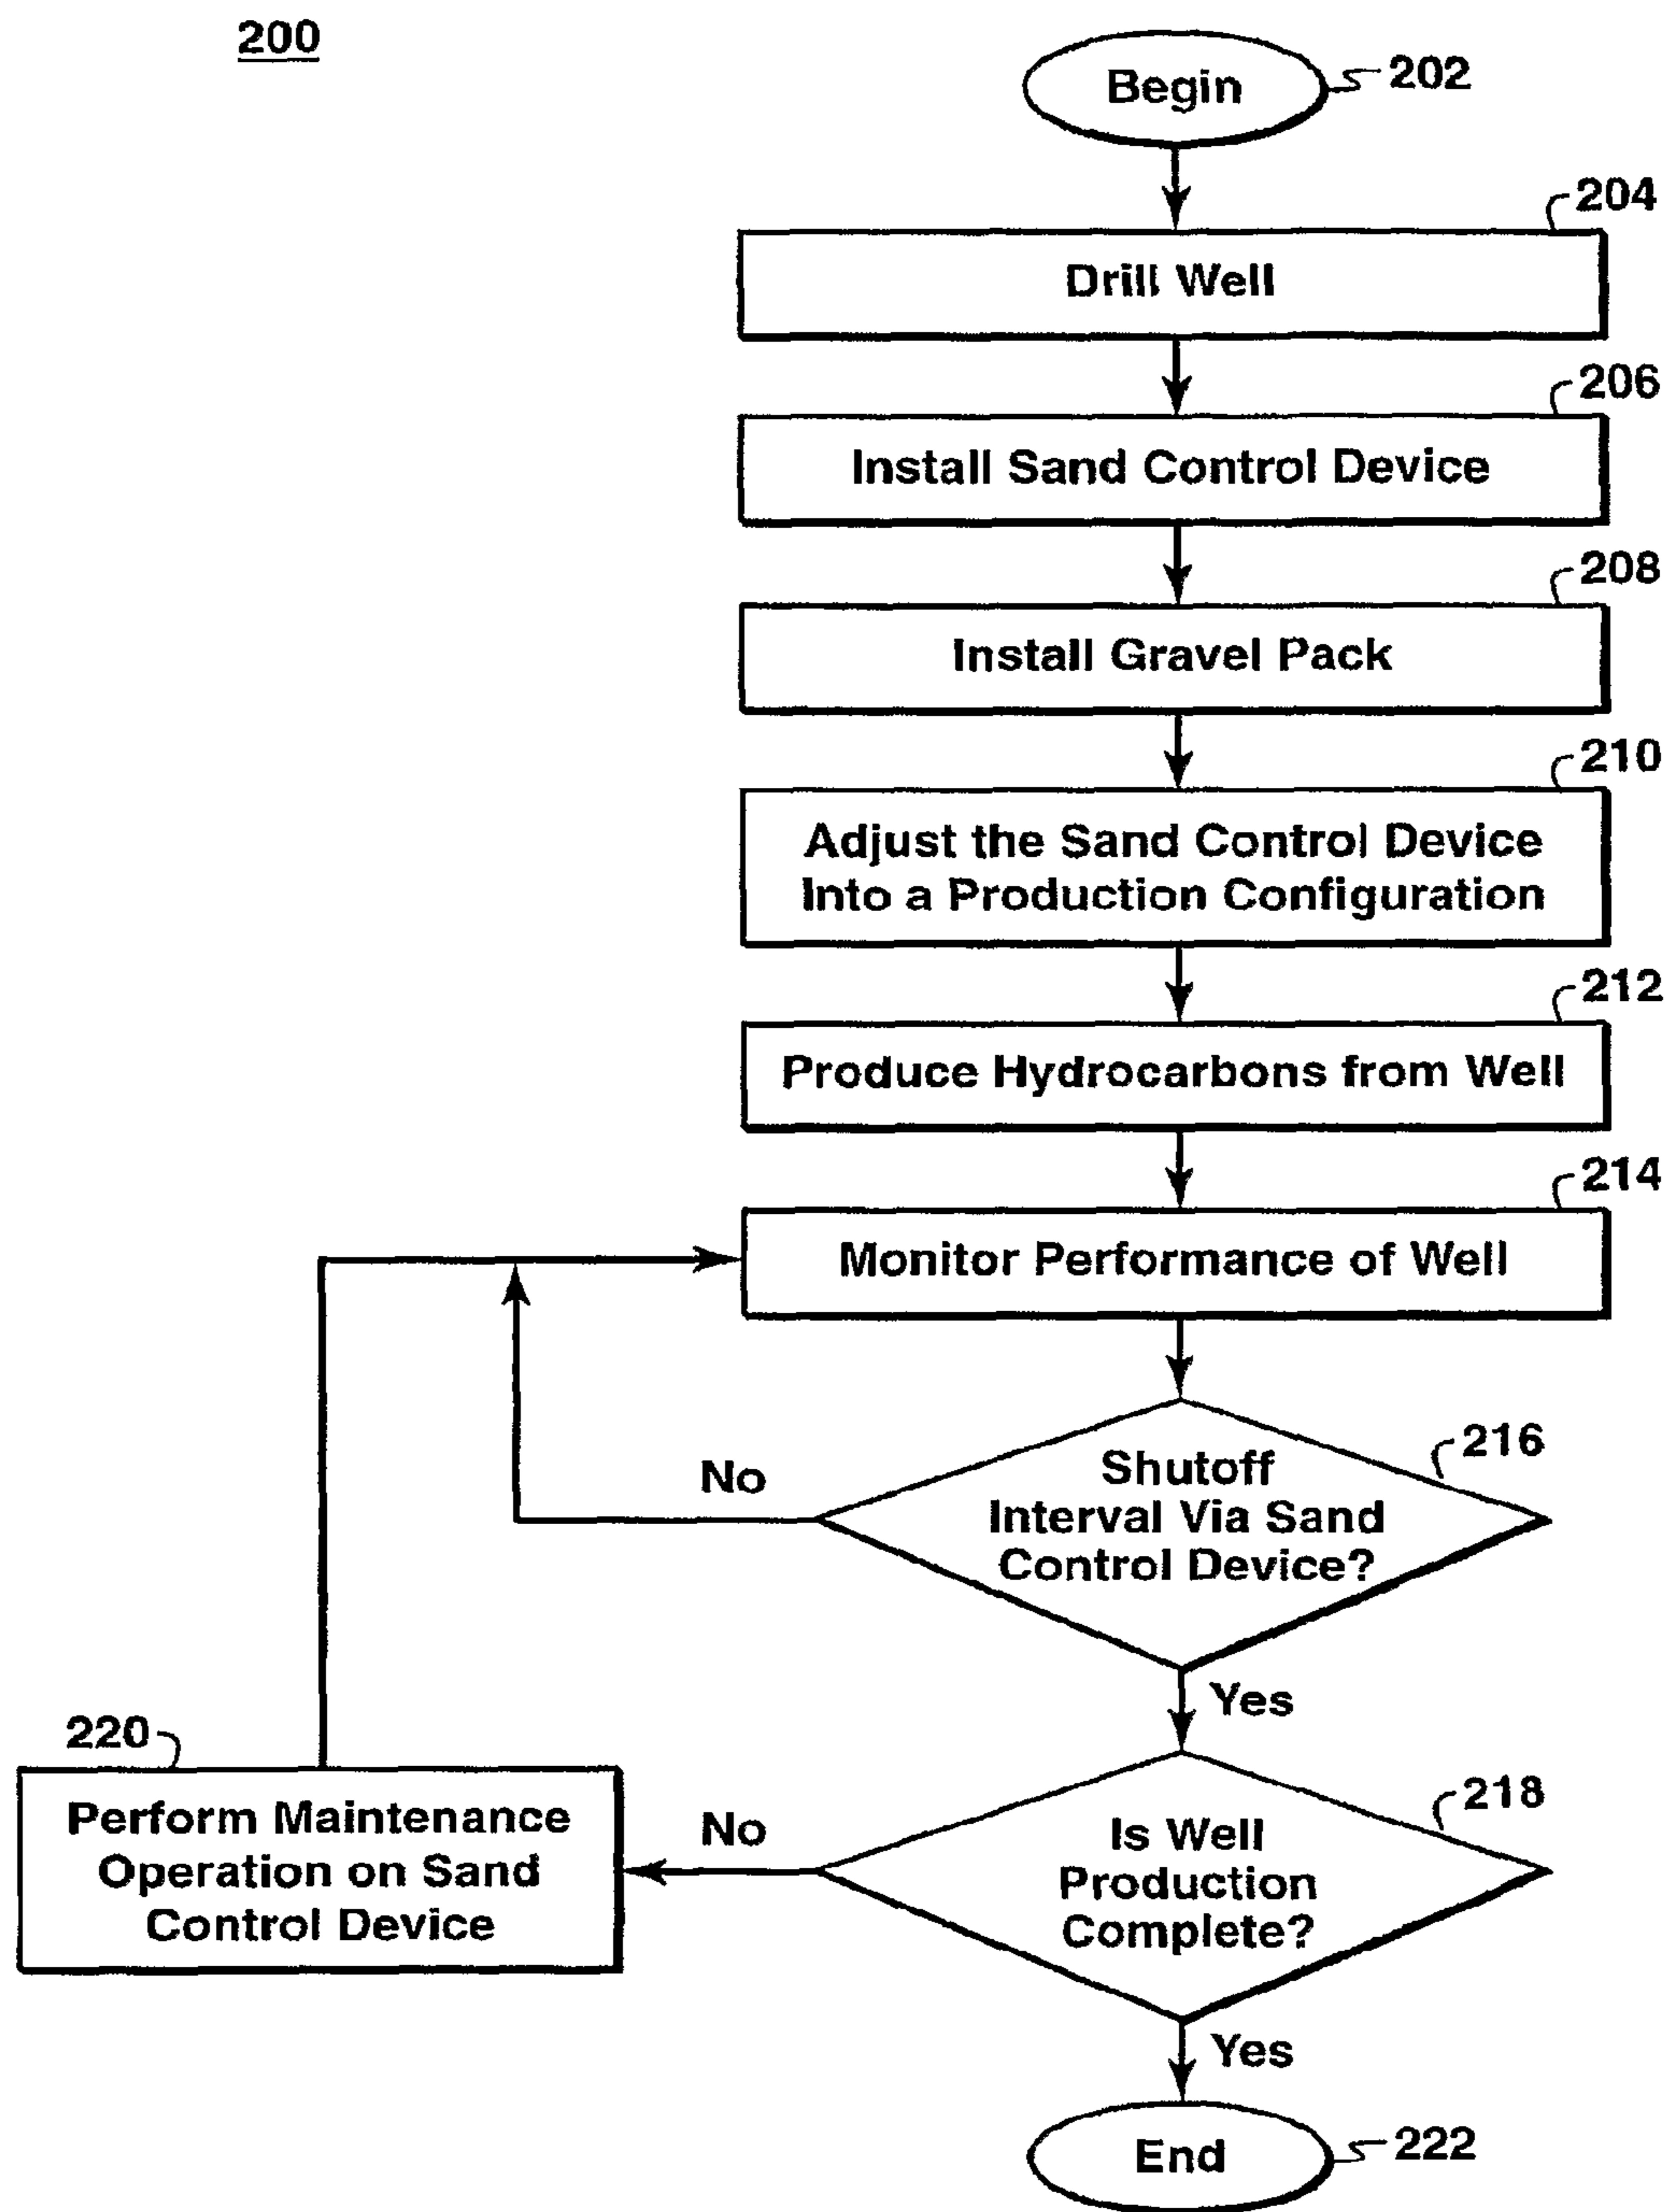 200
Begin
202
204
Drill Well
206
Install Sand Control Device
208
Install Gravel Pack
210
Adjust the Sand Control Device
Into a Production Configuration
212
Produce Hydrocarbons from Well
214
Monitor Performance of Well
216
Shutoff
Interval Via Sand
Control Device?
No
Yes
218
Is Well
Production
Complete?
No
220
Perform Maintenance
Operation on Sand
Control Device
Yes
End
222